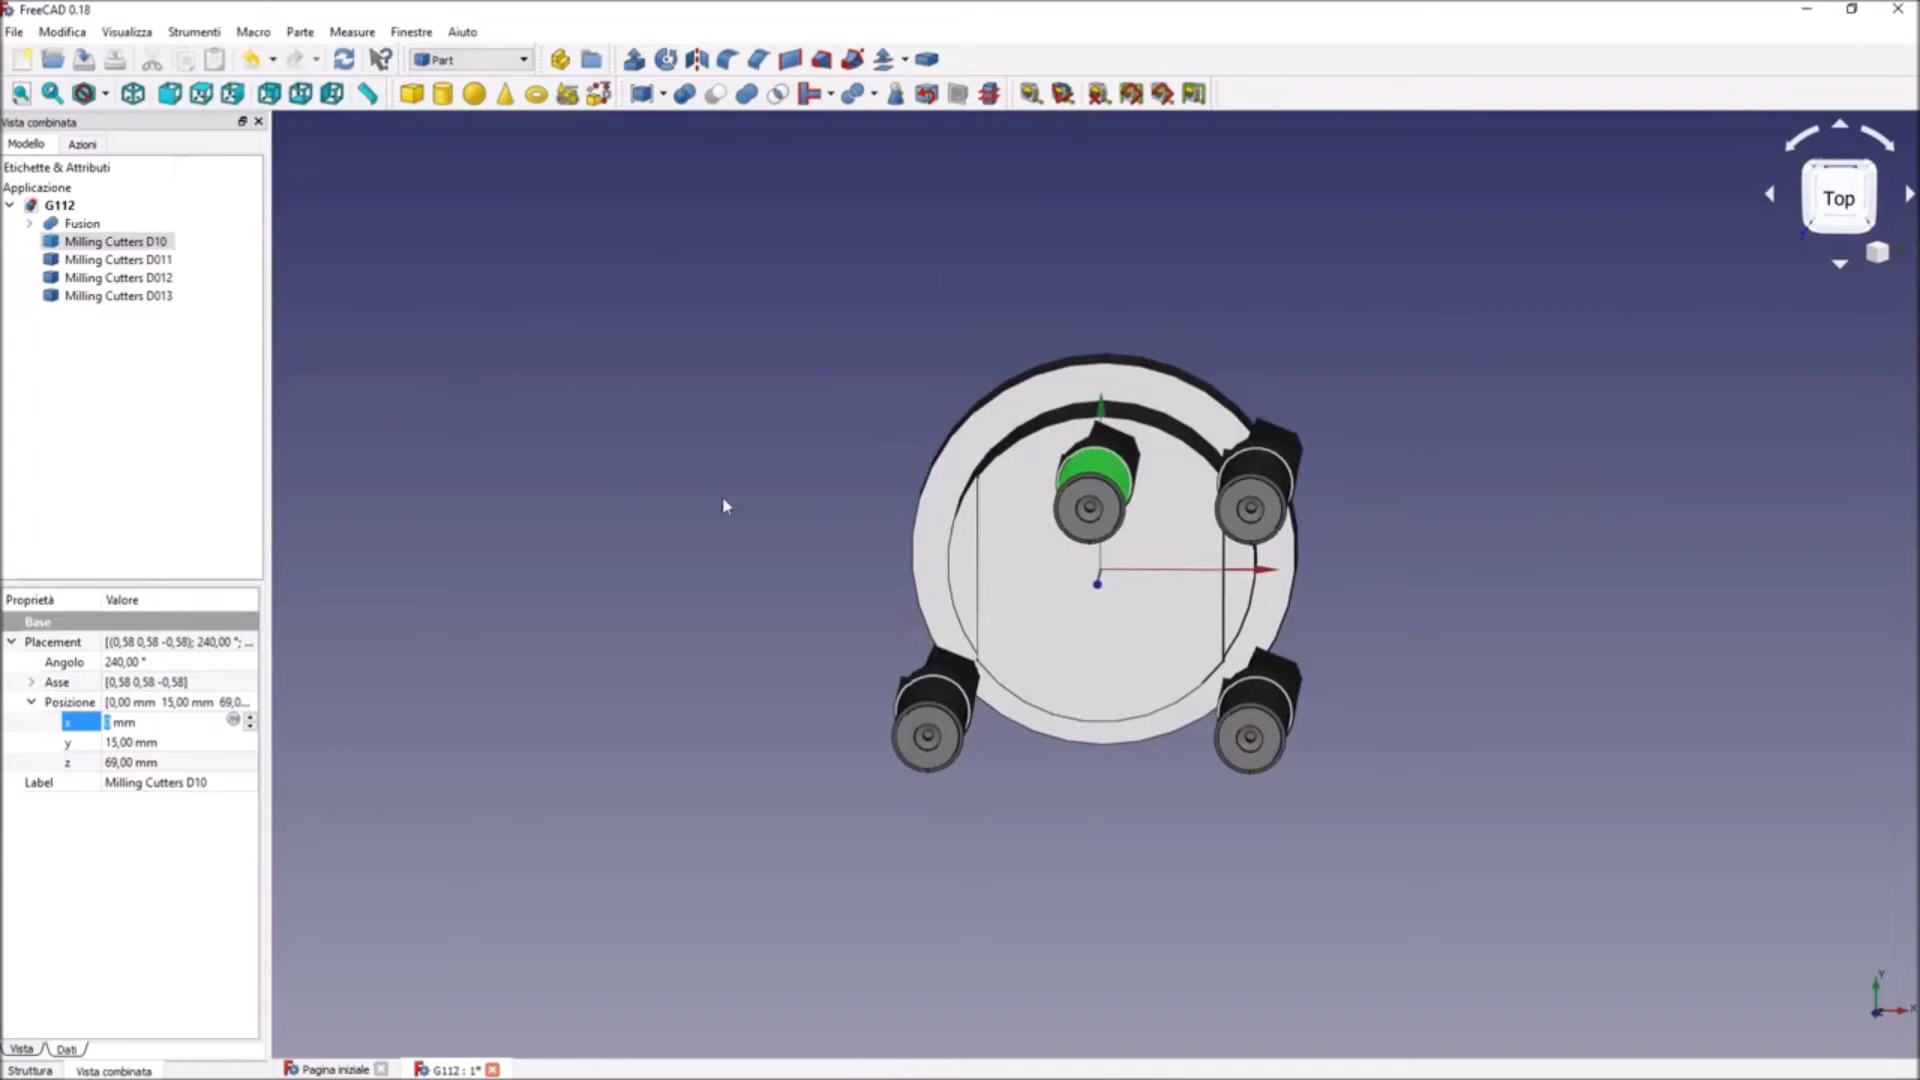 FreeCAD 0.18
File Modifica Visualizza Strumenti Macro Parte Measure Finestre Aiuto
Part
Vista combinata
Modello Azioni
Etichette & Attributi
Applicazione
G112
Fusion
Milling Cutters D10
Milling Cutters D011
Milling Cutters D012
Milling Cutters D013
Top
Proprietà Valore
Base
Placement [(0,58 0,58 -0,58); 240,00 °; ...
Angolo 240,00 °
Asse [0,58 0,58 -0,58]
Posizione [0,00 mm 15,00 mm 69,0...
x 0 mm
y 15,00 mm
z 69,00 mm
Label Milling Cutters D10
Y
X
Vista Dati
Struttura Vista combinata Pagina iniziale G112 : 1*